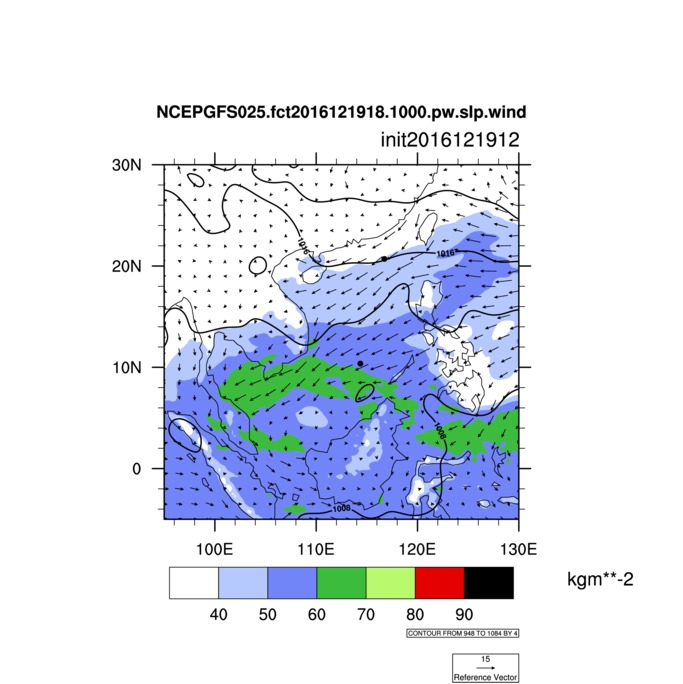 NCEPGFS025.fct2016121918.1000.pw.slp.wind
init2016121912
30N
1016
1016
20N
10N
1008
0
1008
100E 110E 120E 130E
kgm**-2
40 50 60 70 80 90
CONTOUR FROM 948 TO 1084 BY 4
15
Reference Vector